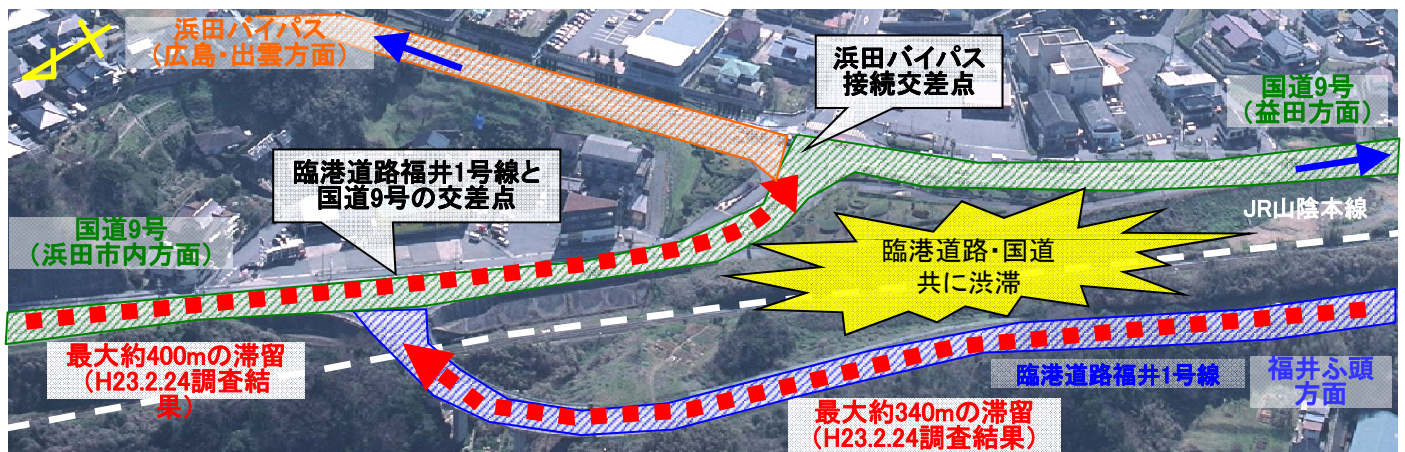 浜田バイパス
（広島・出雲方面）
浜田バイパス
接続交差点
国道9号
（益田方面）
臨港道路福井1号線と
国道9号の交差点
国道9号
（浜田市内方面）
JR山陰本線
臨港道路・国道
共に渋滞
最大約400mの滞留
（H23.2.24調査結
果）
臨港道路福井1号線
福井ふ頭
方面
最大約340mの滞留
（H23.2.24調査結果）